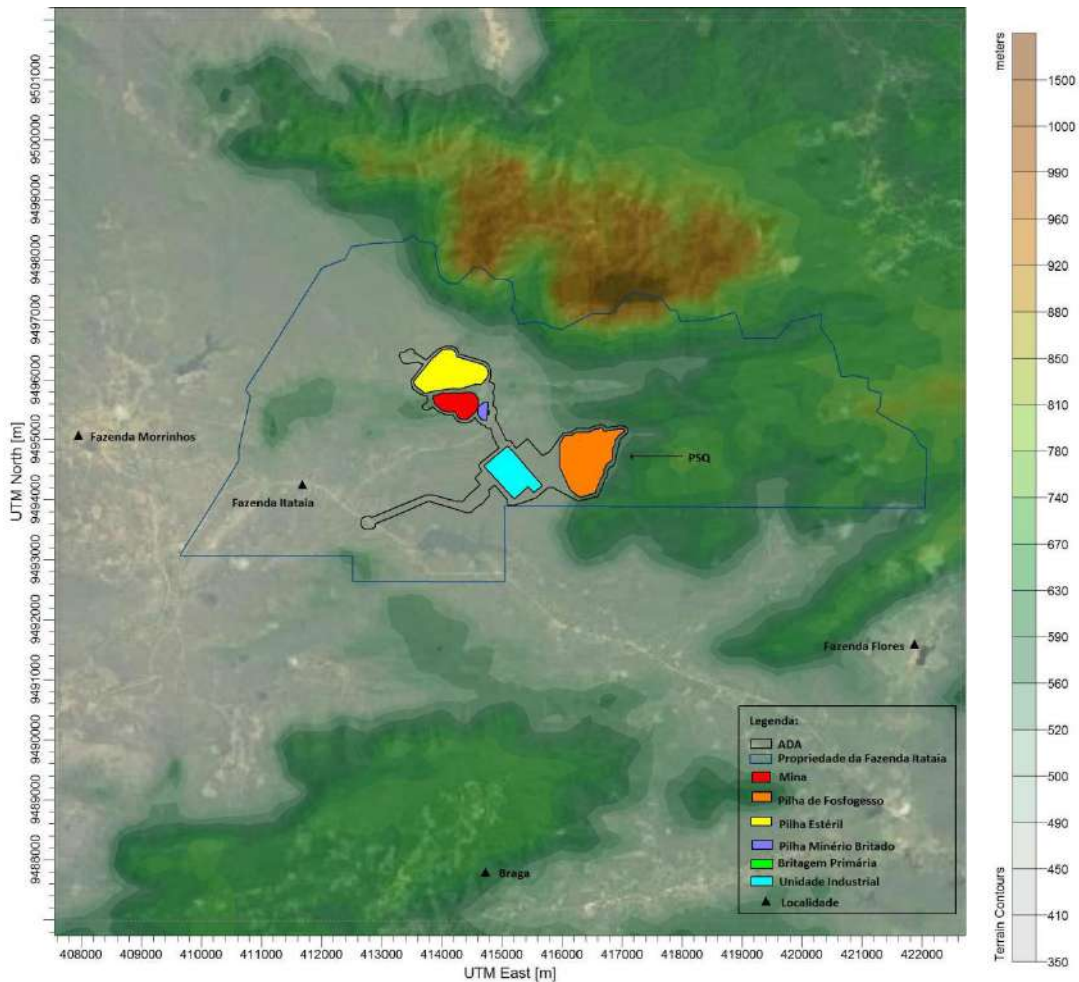 meters
1500
1000
990
960
920
850
810
740
670
630
590
560
520
500
490
450
410
350
Terrain Contours
UTM North [m]
9501000
9500000
9499000
9498000
9497000
9496000
9495000
9494000
9493000
9492000
9491000
9490000
9489000
9488000
Fazenda Morrinhos
Fazenda Itataia
PSQ
Fazenda Flores
Braga
Legenda:
ADA
Propriedade da Fazenda Itataia
Mina
Pilha de Fosfogesso
Pilha Estéril
Pilha Minério Britado
Britagem Primária
Unidade Industrial
Localidade
408000 409000 410000 411000 412000 413000 414000 415000 416000 417000 418000 419000 420000 421000 422000
UTM East [m]